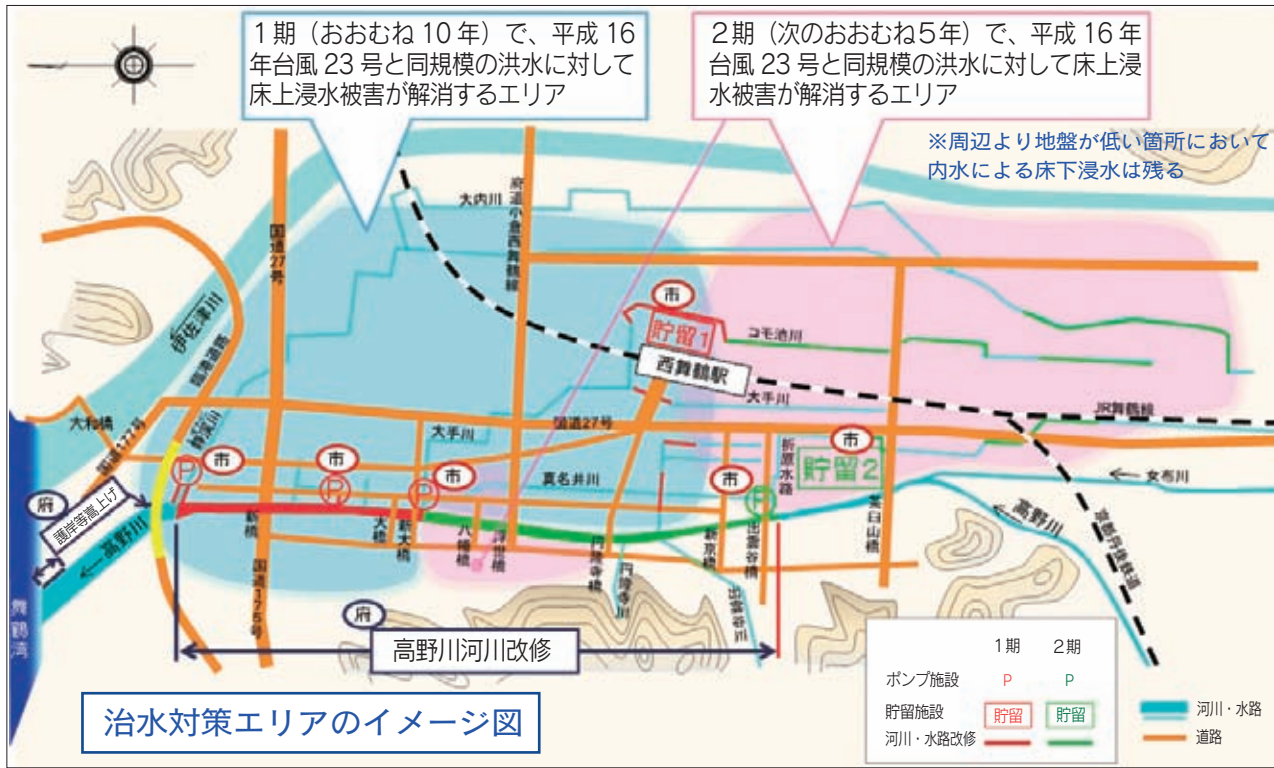 1期（おおむね10年）で、平成16
年台風23号と同規模の洪水に対して
床上浸水被害が解消するエリア
2期（次のおおむね5年）で、平成16年
台風23号と同規模の洪水に対して床上浸
水被害が解消するエリア
※周辺より地盤が低い箇所において
内水による床下浸水は残る
大内川
府道小倉西舞鶴線
国道27号
伊佐津川
臨港道路
市
貯留1
コモ池川
西舞鶴駅
大手川
JR舞鶴線
大和橋
国道177号
大手川
国道27号
市
市
市
真名井川
市
折原水路
市
貯留2
女布川
P
P
P
P
府
護岸等嵩上げ
高野川
新橋
大橋
新大橋
八幡橋
円隆寺橋
新京橋
出雲谷橋
高野川
京都丹後鉄道
国道175号
円隆寺川
舞鶴湾
府
高野川河川改修
治水対策エリアのイメージ図
1期 2期
ポンプ施設 P P
貯留施設 貯留 貯留
河川・水路改修
河川・水路
道路